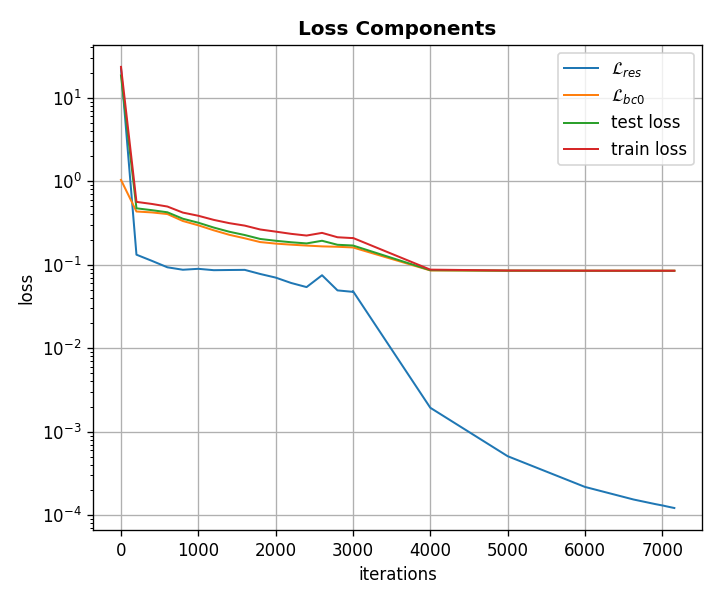 Loss Components
ℒ_res
ℒ_bc0
test loss
train loss
loss
10^1
10^0
10^−1
10^−2
10^−3
10^−4
0 1000 2000 3000 4000 5000 6000 7000
iterations